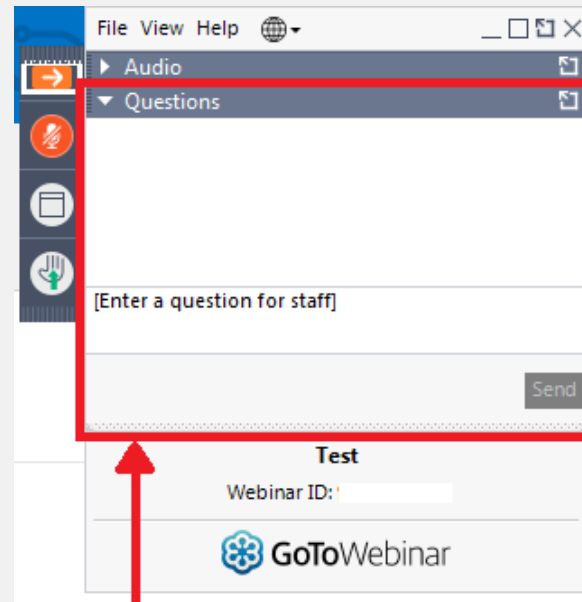 File View Help
Audio
Questions
[Enter a question for staff]
Send
Test
Webinar ID:
GoToWebinar